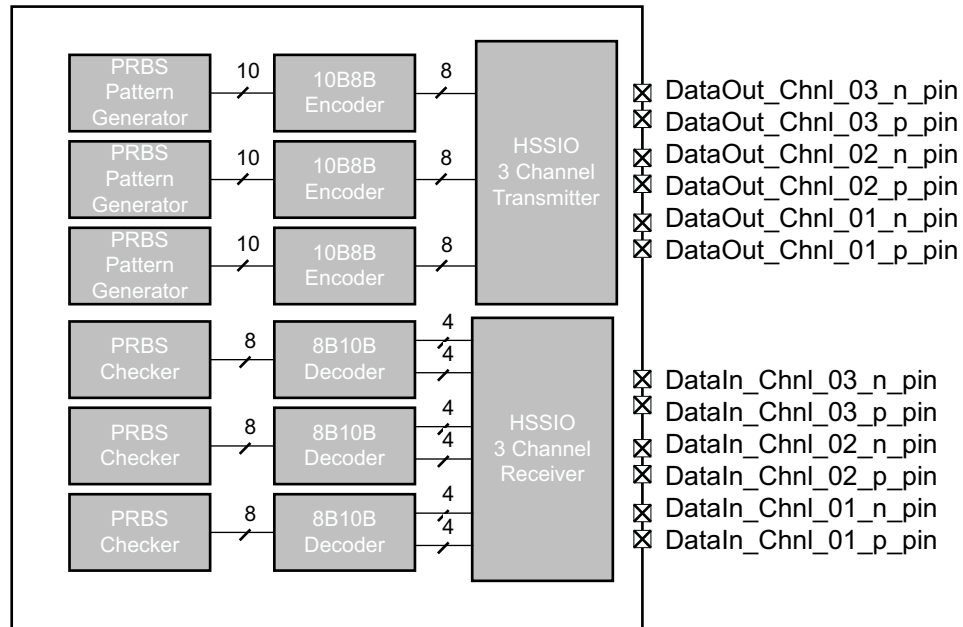 PRBS
Pattern
Generator
10
10B8B
Encoder
8
PRBS
Pattern
Generator
10
10B8B
Encoder
8
PRBS
Pattern
Generator
10
10B8B
Encoder
8
HSSIO
3 Channel
Transmitter
DataOut_Chnl_03_n_pin
DataOut_Chnl_03_p_pin
DataOut_Chnl_02_n_pin
DataOut_Chnl_02_p_pin
DataOut_Chnl_01_n_pin
DataOut_Chnl_01_p_pin
PRBS
Checker
8
8B10B
Decoder
4
4
PRBS
Checker
8
8B10B
Decoder
4
4
PRBS
Checker
8
8B10B
Decoder
4
4
HSSIO
3 Channel
Receiver
DataIn_Chnl_03_n_pin
DataIn_Chnl_03_p_pin
DataIn_Chnl_02_n_pin
DataIn_Chnl_02_p_pin
DataIn_Chnl_01_n_pin
DataIn_Chnl_01_p_pin